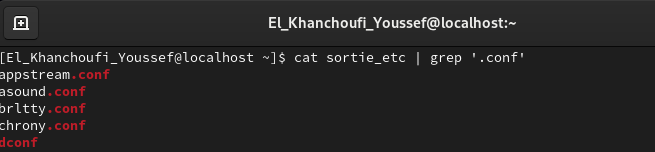 El_Khanchoufi_Youssef@localhost:~
[El_Khanchoufi_Youssef@localhost ~]$ cat sortie_etc | grep '.conf'
appstream.conf
asound.conf
brltty.conf
chrony.conf
dconf